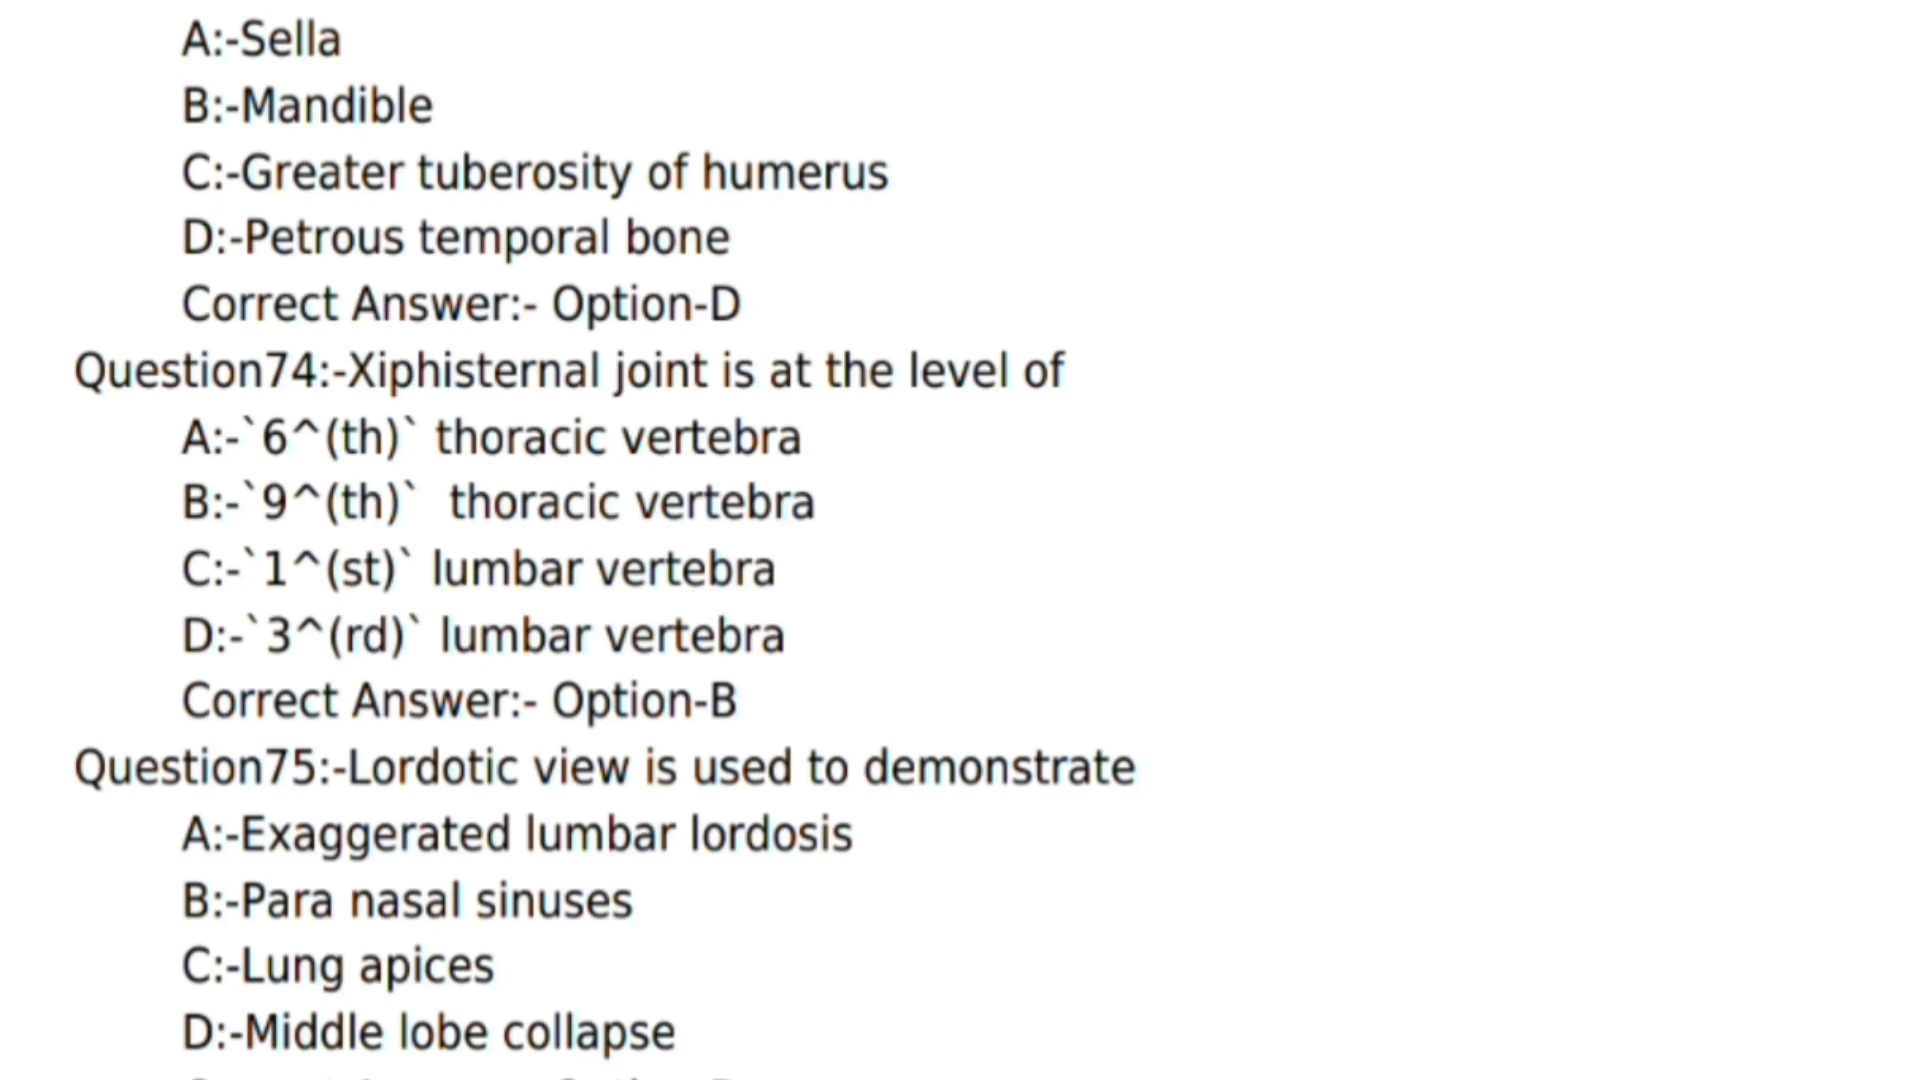 A:-Sella
B:-Mandible
C:-Greater tuberosity of humerus
D:-Petrous temporal bone
Correct Answer:- Option-D
Question74:-Xiphisternal joint is at the level of
A:-`6^(th)` thoracic vertebra
B:-`9^(th)`  thoracic vertebra
C:-`1^(st)` lumbar vertebra
D:-`3^(rd)` lumbar vertebra
Correct Answer:- Option-B
Question75:-Lordotic view is used to demonstrate
A:-Exaggerated lumbar lordosis
B:-Para nasal sinuses
C:-Lung apices
D:-Middle lobe collapse